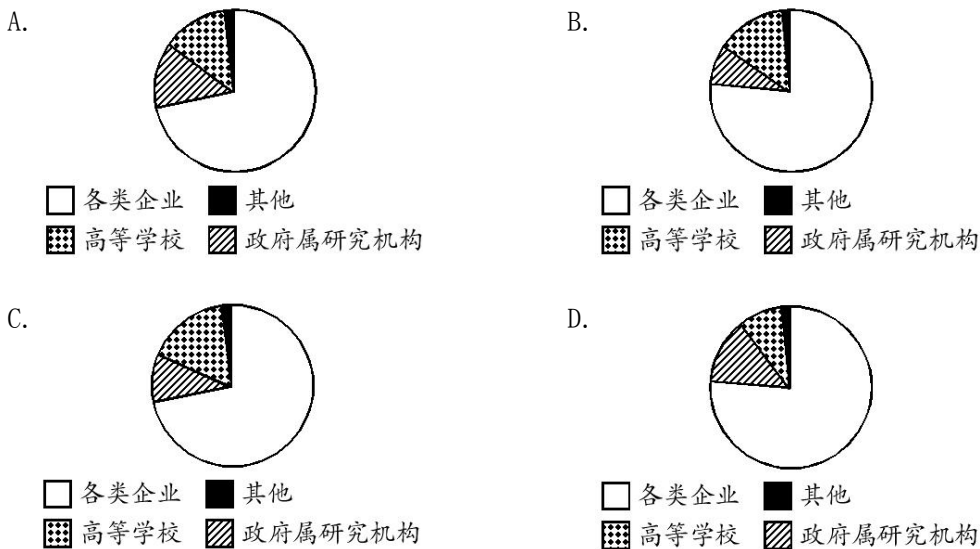 A. B.
各类企业 其他 各类企业 其他
高等学校 政府属研究机构 高等学校 政府属研究机构
C. D.
各类企业 其他 各类企业 其他
高等学校 政府属研究机构 高等学校 政府属研究机构